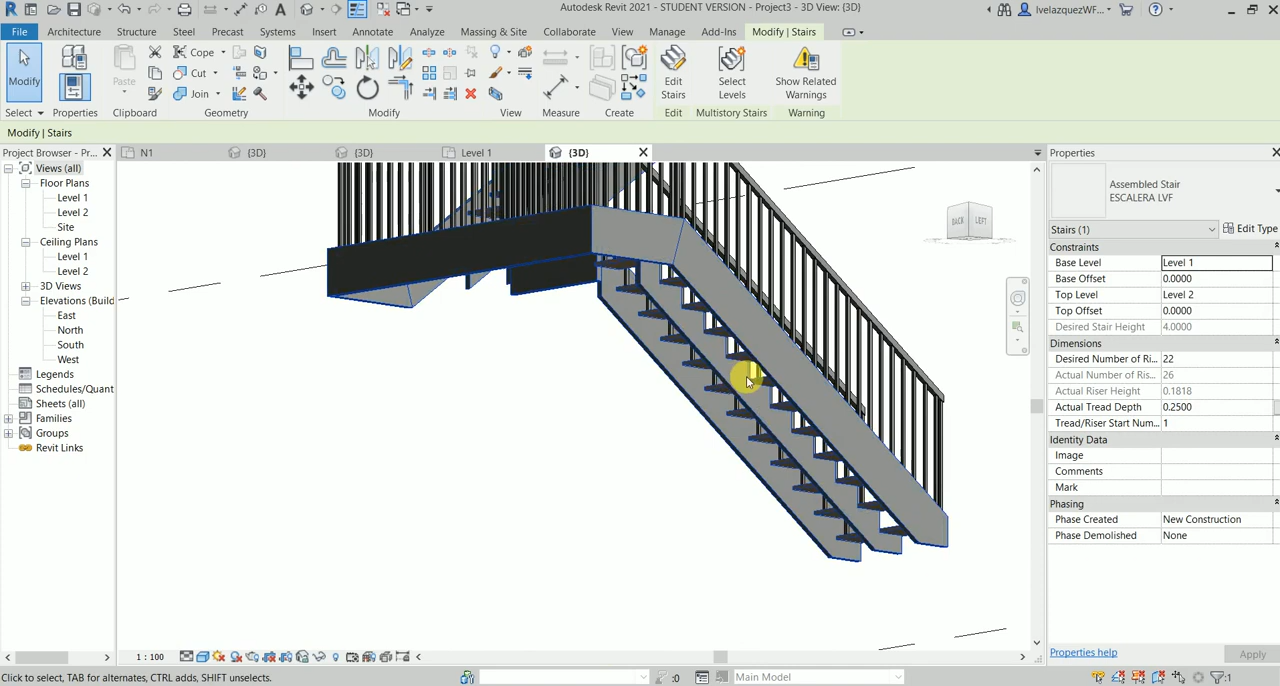 Autodesk Revit 2021 - STUDENT VERSION - Project3 - 3D View: {3D}
lvelazquezWF...
File Architecture Structure Steel Precast Systems Insert Annotate Analyze Massing & Site Collaborate View Manage Add-Ins Modify | Stairs
Modify
Paste
Cope
Cut
Join
Edit Stairs
Select Levels
Show Related Warnings
Select Properties Clipboard Geometry Modify View Measure Create Edit Multistory Stairs Warning
Modify | Stairs
Project Browser - Pr...
N1 {3D} {3D} Level 1 {3D}
Views (all)
Floor Plans
Level 1
Level 2
Site
Ceiling Plans
Level 1
Level 2
3D Views
Elevations (Build
East
North
South
West
Legends
Schedules/Quant
Sheets (all)
Families
Groups
Revit Links
BACK LEFT
Properties
Assembled Stair
ESCALERA LVF
Stairs (1) Edit Type
Constraints
Base Level Level 1
Base Offset 0.0000
Top Level Level 2
Top Offset 0.0000
Desired Stair Height 4.0000
Dimensions
Desired Number of Ri... 22
Actual Number of Ris... 26
Actual Riser Height 0.1818
Actual Tread Depth 0.2500
Tread/Riser Start Num... 1
Identity Data
Image
Comments
Mark
Phasing
Phase Created New Construction
Phase Demolished None
Properties help Apply
1 : 100
Click to select, TAB for alternates, CTRL adds, SHIFT unselects.
:0
Main Model
:1